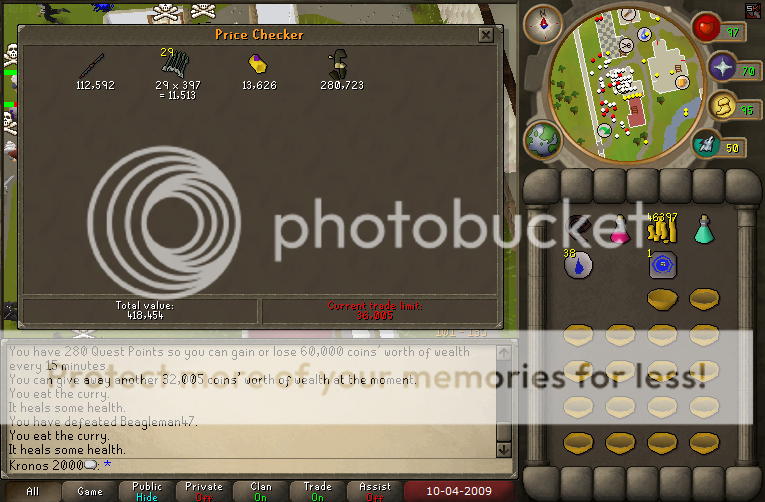 Price Checker
97
29
112,592
29 x 397
= 11,513
13,626
280,723
70
95
50
photobucket
46397
38
1
Total value:
418,454
Current trade limit:
Protect more of your memories for less!
You have 280 Quest Points so you can gain or lose 60,000 coins' worth of wealth
every 15 minutes.
You can give away another 32,005 coins' worth of wealth at the moment.
You eat the curry.
It heals some health.
You have defeated Beagleman47.
You eat the curry.
It heals some health.
Kronos 2000: *
All
Game
Public
Hide
Private
Off
Clan
On
Trade
On
Assist
Off
10-04-2009